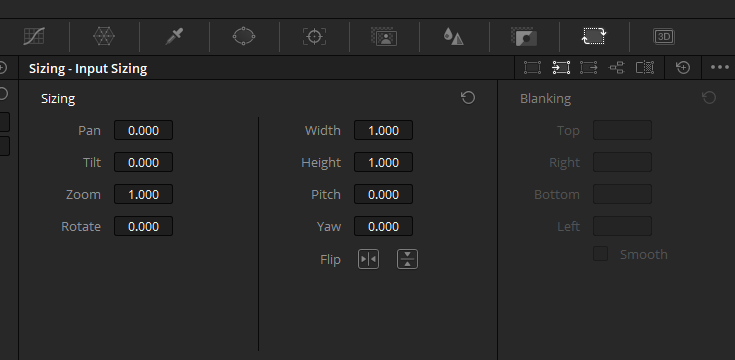 3D
Sizing - Input Sizing
Sizing
Blanking
Pan 0.000 Width 1.000 Top
Tilt 0.000 Height 1.000 Right
Zoom 1.000 Pitch 0.000 Bottom
Rotate 0.000 Yaw 0.000 Left
Flip
Smooth